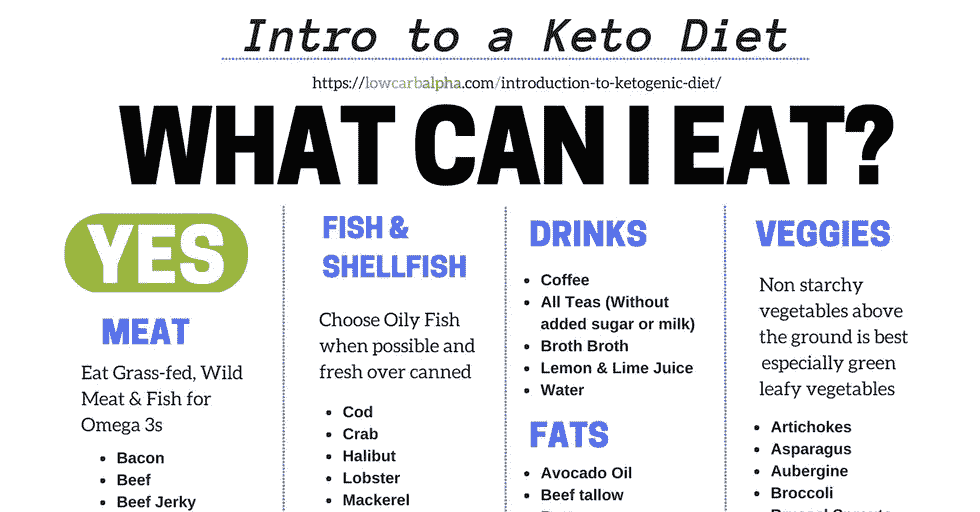 Intro to a Keto Diet
https://lowcarbalpha.com/introduction-to-ketogenic-diet/
WHAT CAN I EAT?
YES
MEAT
Eat Grass-fed, Wild
Meat & Fish for
Omega 3s
• Bacon
• Beef
• Beef Jerky
FISH &
SHELLFISH
Choose Oily Fish
when possible and
fresh over canned
• Cod
• Crab
• Halibut
• Lobster
• Mackerel
DRINKS
• Coffee
• All Teas (Without
added sugar or milk)
• Broth Broth
• Lemon & Lime Juice
• Water
FATS
• Avocado Oil
• Beef tallow
VEGGIES
Non starchy
vegetables above
the ground is best
especially green
leafy vegetables
• Artichokes
• Asparagus
• Aubergine
• Broccoli